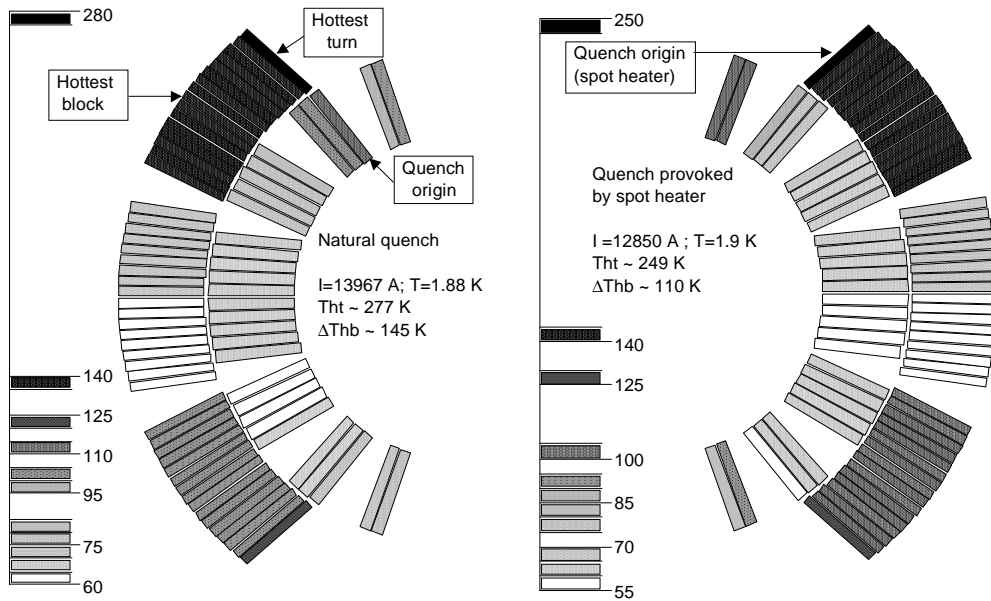 280
Hottest
turn
Hottest
block
Quench
origin
Natural quench
I=13967 A; T=1.88 K
Tht ~ 277 K
ΔThb ~ 145 K
140
125
110
95
75
60
250
Quench origin
(spot heater)
Quench provoked
by spot heater
I =12850 A ; T=1.9 K
Tht ~ 249 K
ΔThb ~ 110 K
140
125
100
85
70
55